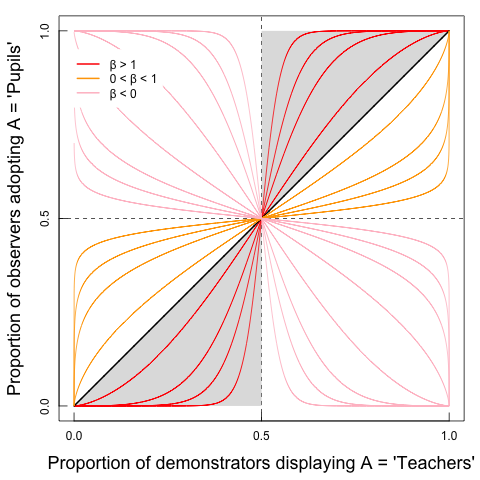 β > 1
0 < β < 1
β < 0
Proportion of observers adopting A = 'Pupils'
1.0
0.5
0.0
0.0 0.5 1.0
Proportion of demonstrators displaying A = 'Teachers'